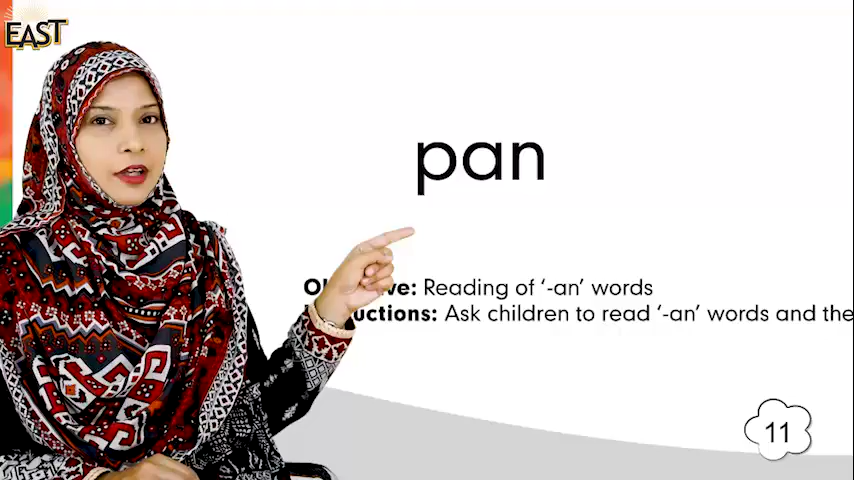 EAST
pan
Reading of ‘-an’ words
Ask children to read ‘-an’ words and the
11